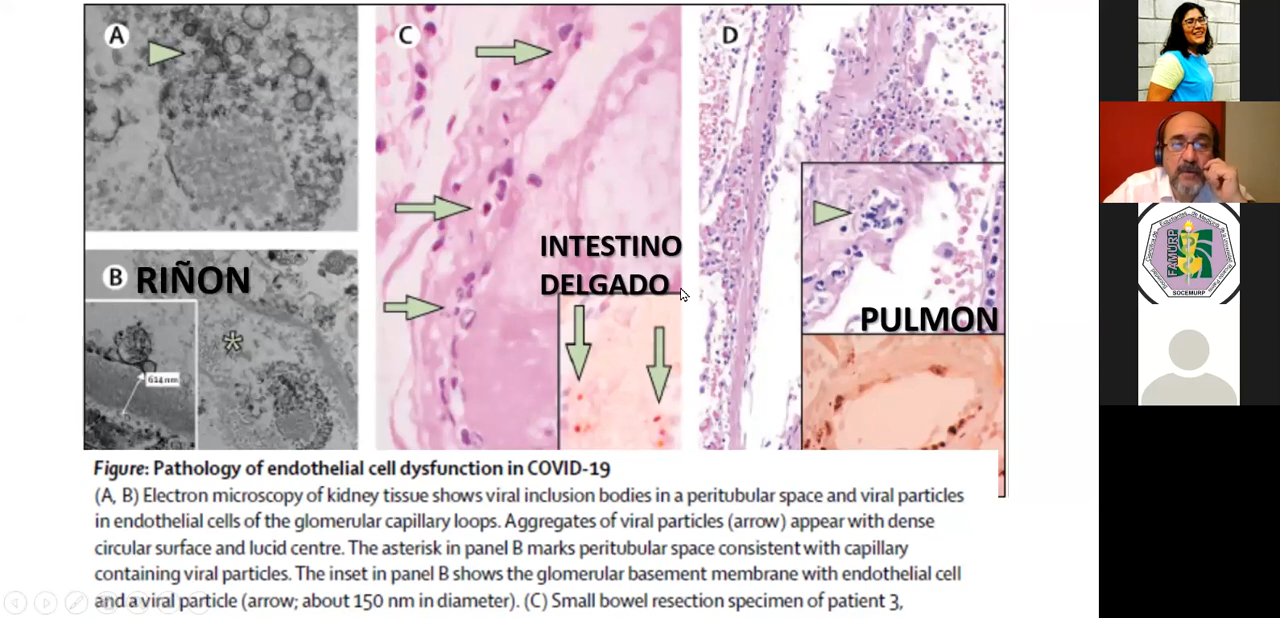 A
C
D
B RIÑON
INTESTINO
DELGADO
PULMON
*
Figure: Pathology of endothelial cell dysfunction in COVID-19
(A, B) Electron microscopy of kidney tissue shows viral inclusion bodies in a peritubular space and viral particles
in endothelial cells of the glomerular capillary loops. Aggregates of viral particles (arrow) appear with dense
circular surface and lucid centre. The asterisk in panel B marks peritubular space consistent with capillary
containing viral particles. The inset in panel B shows the glomerular basement membrane with endothelial cell
and a viral particle (arrow; about 150 nm in diameter). (C) Small bowel resection specimen of patient 3,
FAMURP
SOCEMURP